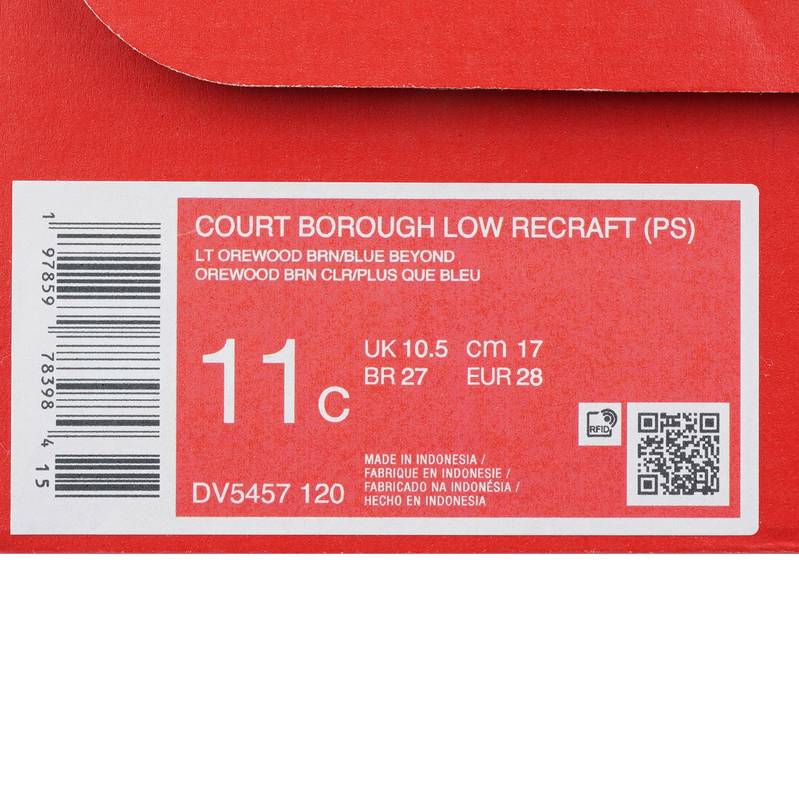 COURT BOROUGH LOW RECRAFT (PS)
LT OREWOOD BRN/BLUE BEYOND
OREWOOD BRN CLR/PLUS QUE BLEU
11c
UK 10.5 cm 17
BR 27 EUR 28
RFID
DV5457 120
MADE IN INDONESIA /
FABRIQUE EN INDONESIE /
FABRICADO NA INDONÉSIA /
HECHO EN INDONESIA
1 97859 78398 4 15